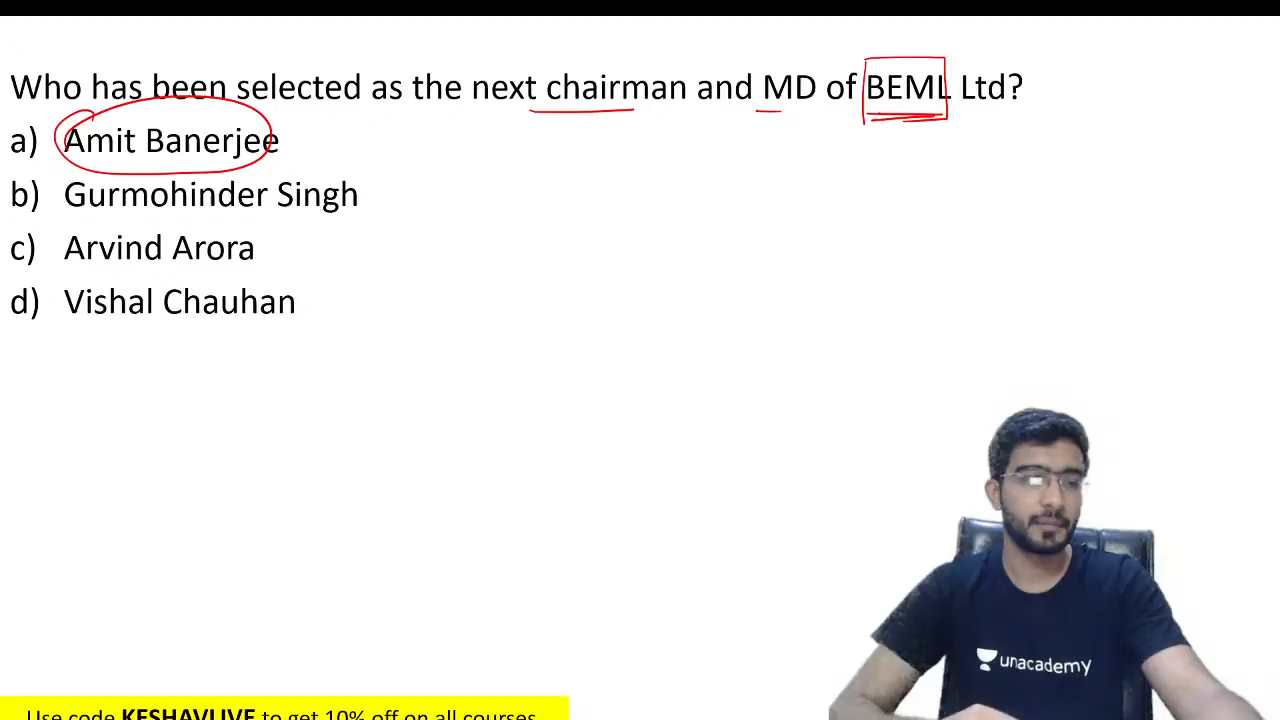 Who has been selected as the next chairman and MD of BEML Ltd?
a) Amit Banerjee
b) Gurmohinder Singh
c) Arvind Arora
d) Vishal Chauhan
unacademy
Use code KESHAVLIVE to get 10% off on all courses